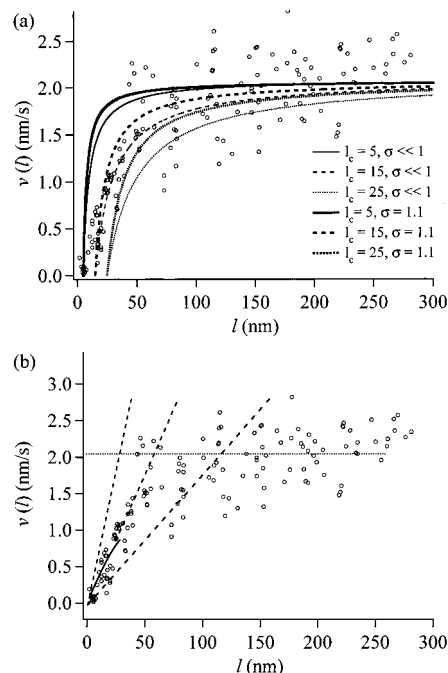 (a)
2.5
2.0
1.5
1.0
0.5
0.0
v (l) (nm/s)
l_c = 5, σ << 1
l_c = 15, σ << 1
l_c = 25, σ << 1
l_c = 5, σ = 1.1
l_c = 15, σ = 1.1
l_c = 25, σ = 1.1
0 50 100 150 200 250 300
l (nm)
(b)
3.0
2.5
2.0
1.5
1.0
0.5
0.0
v (l) (nm/s)
0 50 100 150 200 250 300
l (nm)